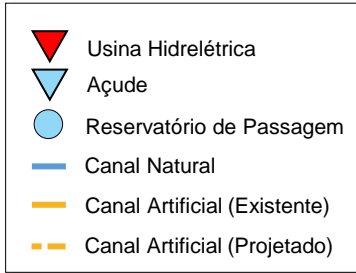 Usina Hidrelétrica
Açude
Reservatório de Passagem
Canal Natural
Canal Artificial (Existente)
Canal Artificial (Projetado)